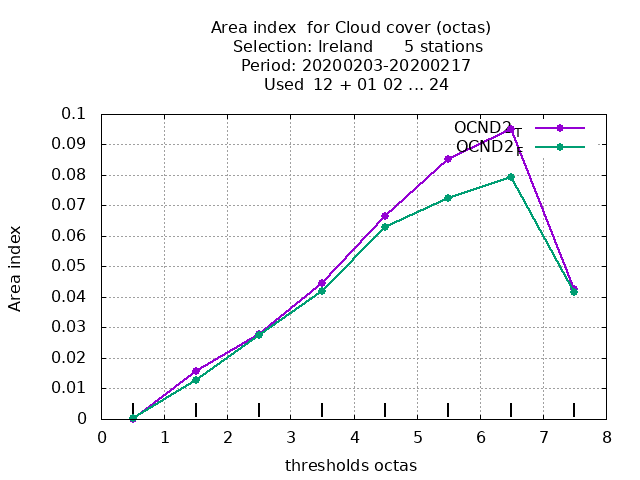 Area index  for Cloud cover (octas)
Selection: Ireland      5 stations
Period: 20200203-20200217
Used  12 + 01 02 ... 24
OCND2_T
OCND2_F
0.1
0.09
0.08
0.07
0.06
0.05
0.04
0.03
0.02
0.01
0
Area index
0 1 2 3 4 5 6 7 8
thresholds octas